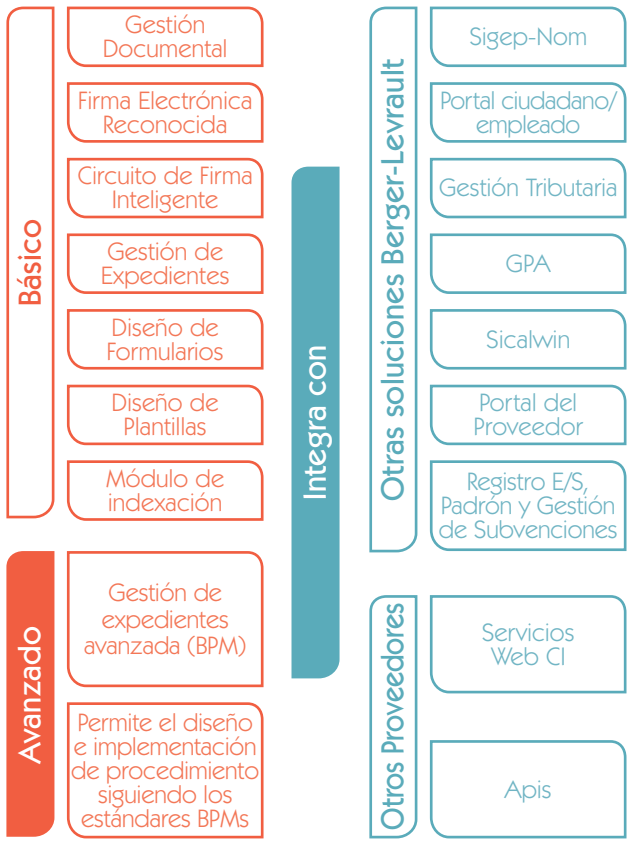 Básico
Gestión
Documental
Firma Electrónica
Reconocida
Circuito de Firma
Inteligente
Gestión de
Expedientes
Diseño de
Formularios
Diseño de
Plantillas
Módulo de
indexación
Avanzado
Gestión de
expedientes
avanzada (BPM)
Permite el diseño
e implementación
de procedimiento
siguiendo los
estándares BPMs
Integra con
Otras soluciones Berger-Levrault
Sigep-Nom
Portal ciudadano/
empleado
Gestión Tributaria
GPA
Sicalwin
Portal del
Proveedor
Registro E/S,
Padrón y Gestión
de Subvenciones
Otros Proveedores
Servicios
Web CI
Apis